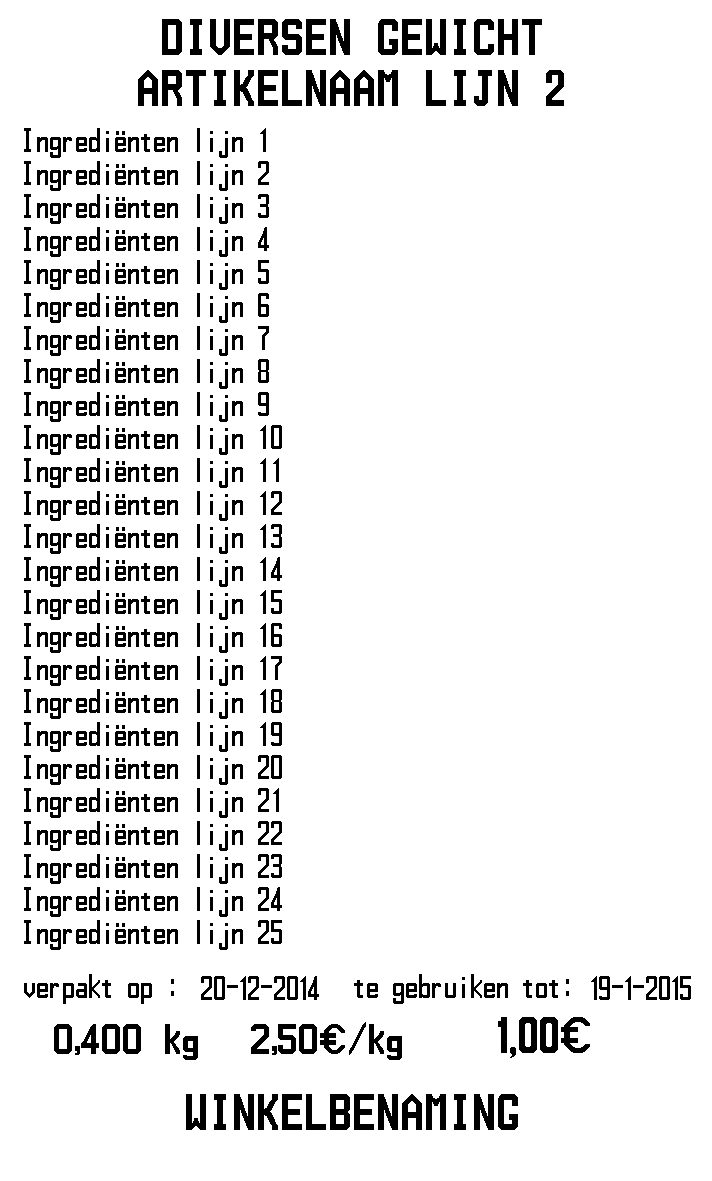 DIVERSEN GEWICHT
ARTIKELNAAM LIJN 2
Ingrediënten lijn 1
Ingrediënten lijn 2
Ingrediënten lijn 3
Ingrediënten lijn 4
Ingrediënten lijn 5
Ingrediënten lijn 6
Ingrediënten lijn 7
Ingrediënten lijn 8
Ingrediënten lijn 9
Ingrediënten lijn 10
Ingrediënten lijn 11
Ingrediënten lijn 12
Ingrediënten lijn 13
Ingrediënten lijn 14
Ingrediënten lijn 15
Ingrediënten lijn 16
Ingrediënten lijn 17
Ingrediënten lijn 18
Ingrediënten lijn 19
Ingrediënten lijn 20
Ingrediënten lijn 21
Ingrediënten lijn 22
Ingrediënten lijn 23
Ingrediënten lijn 24
Ingrediënten lijn 25
verpakt op : 20-12-2014 te gebruiken tot: 19-1-2015
0,400 kg 2,50€/kg 1,00€
WINKELBENAMING